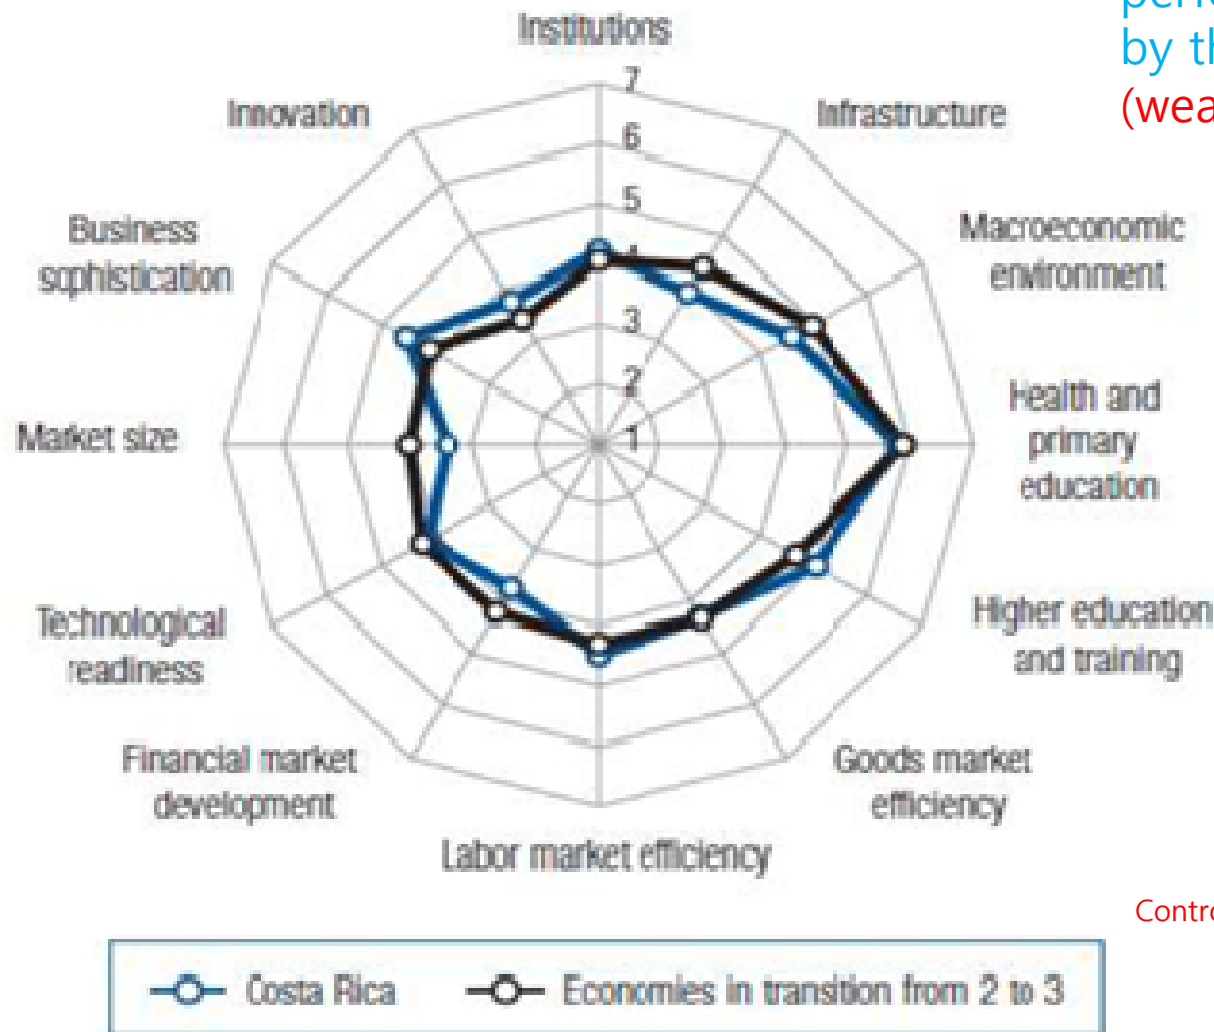 by th
(wea
Institutions
7
Innovation
Infrastructure
6
5
Business
sophistication
Macroeconomic
environment
4
3
2
Market size
1
Health and
primary
education
Technological
readiness
Higher education
and training
Financial market
development
Goods market
efficiency
Labor market efficiency
Contro
Costa Rica
Economies in transition from 2 to 3